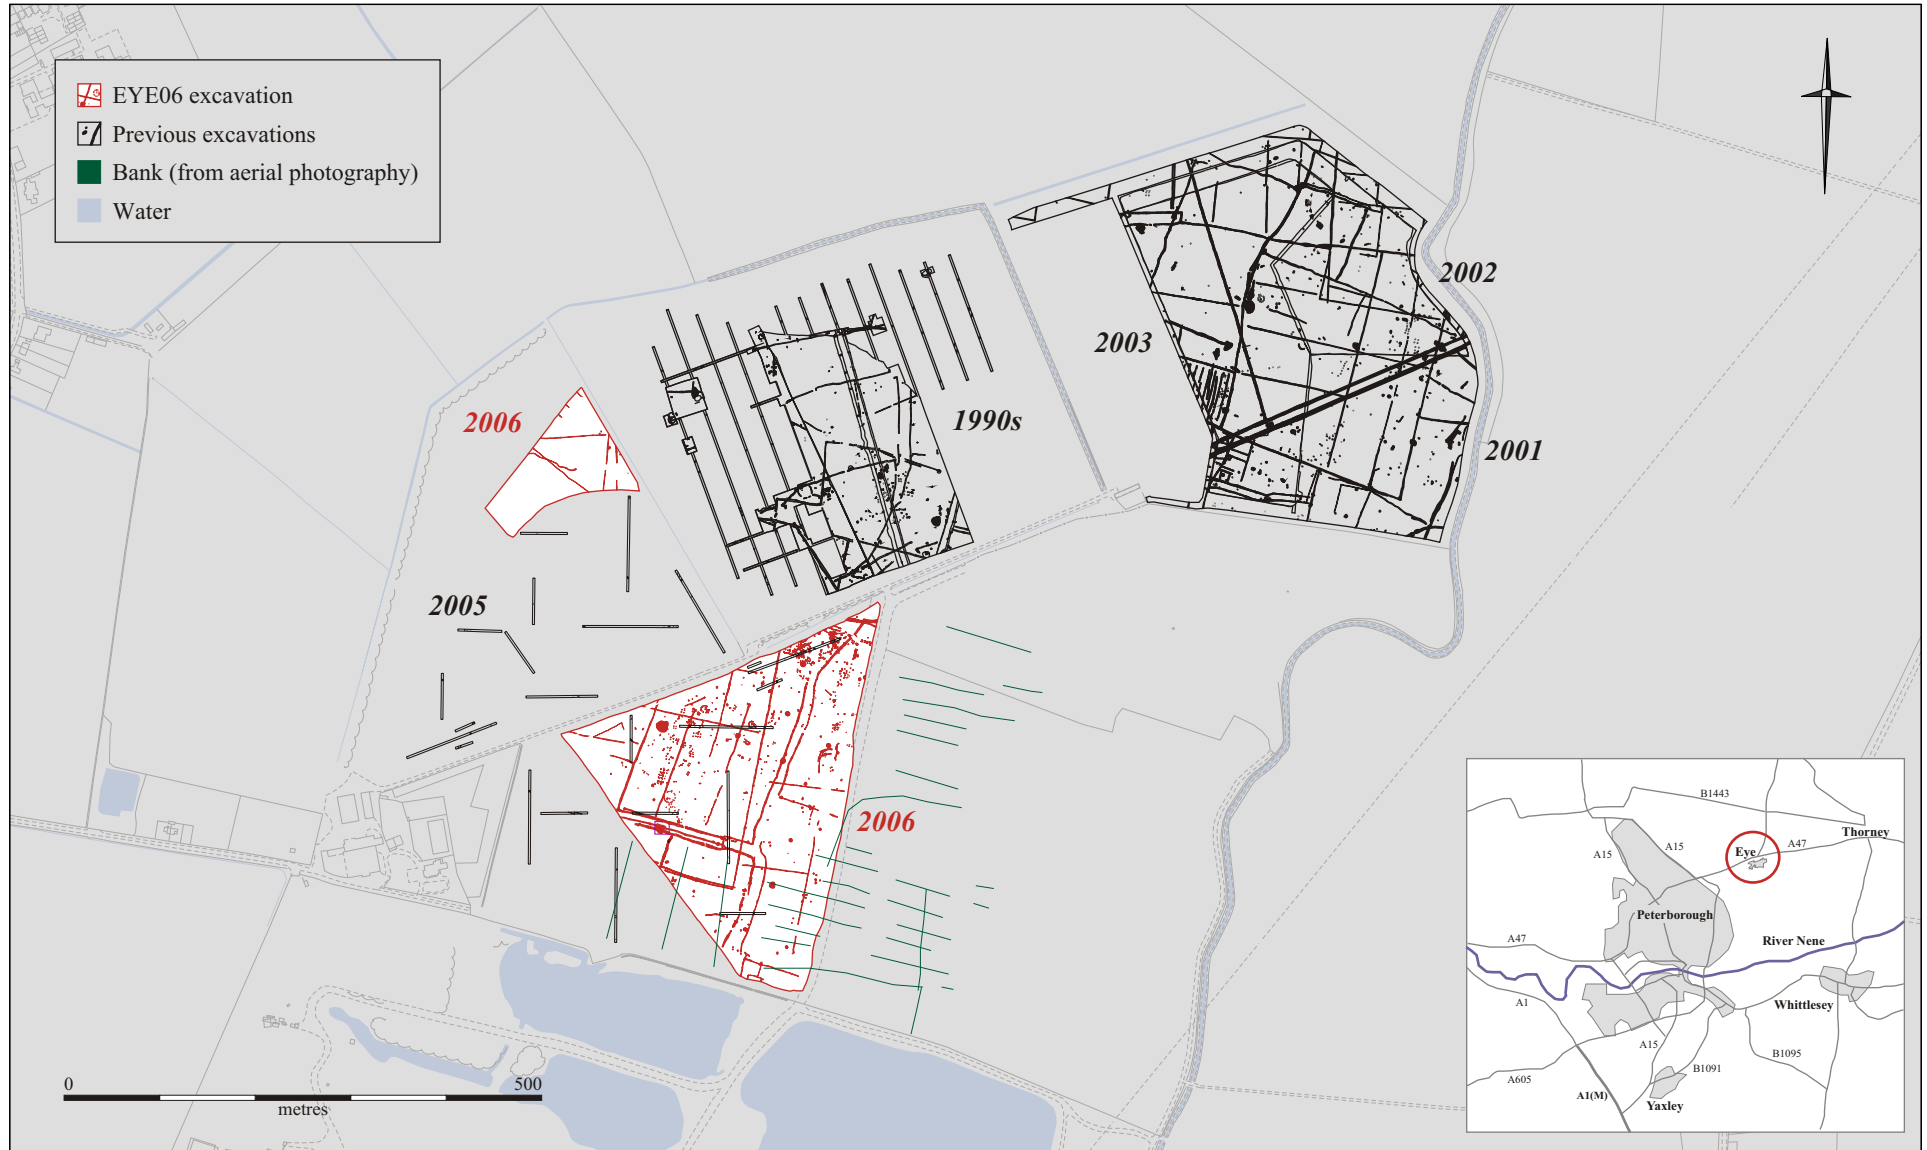 EYE06 excavation
Previous excavations
Bank (from aerial photography)
Water
2002
2003
2006
1990s
2001
2005
2006
B1443
Thorney
A15
A15
Eye
A47
Peterborough
A47
River Nene
A1
Whittlesey
A15
B1095
A605
B1091
A1(M)
Yaxley
0
500
metres